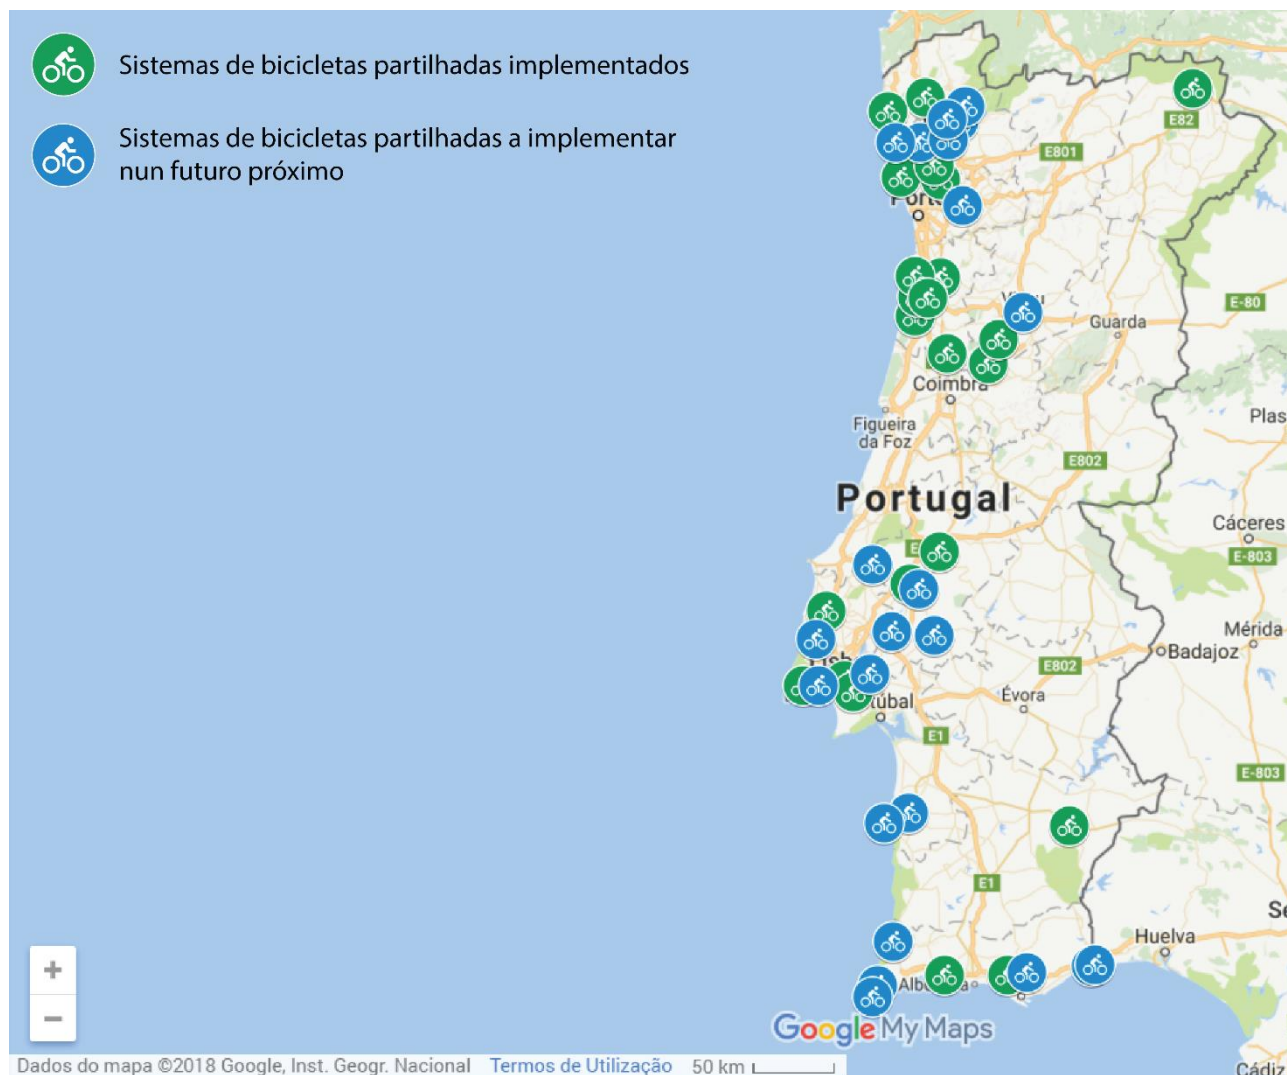 Sistemas de bicicletas partilhadas implementados
Sistemas de bicicletas partilhadas a implementar
nun futuro próximo
E82
E801
E-80
Guarda
Coimbra
Plas
Figueira
da Foz
E802
Portugal
Cáceres
E-803
Mérida
Badajoz
E802
Évora
E1
E-803
E1
Huelva
Google My Maps
Dados do mapa ©2018 Google, Inst. Geogr. Nacional Termos de Utilização 50 km
Cádiz